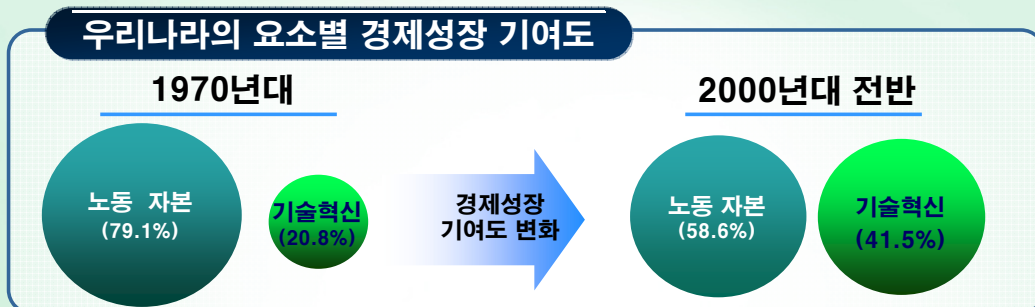 우리나라의 요소별 경제성장 기여도
1970년대
2000년대 전반
노동 자본
(79.1%)
기술혁신
(20.8%)
경제성장
기여도 변화
노동 자본
(58.6%)
기술혁신
(41.5%)